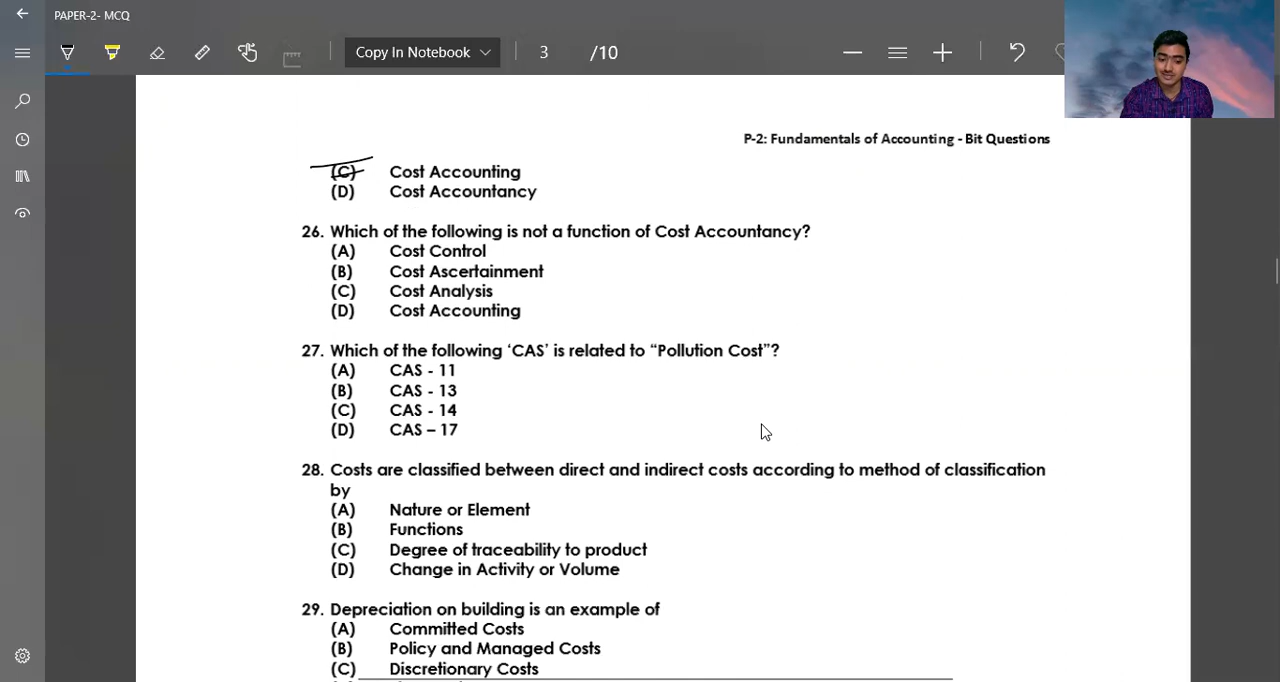 PAPER-2- MCQ
Copy In Notebook 3 /10
P-2: Fundamentals of Accounting - Bit Questions
(C) Cost Accounting
(D) Cost Accountancy
26. Which of the following is not a function of Cost Accountancy?
(A) Cost Control
(B) Cost Ascertainment
(C) Cost Analysis
(D) Cost Accounting
27. Which of the following ‘CAS’ is related to “Pollution Cost”?
(A) CAS - 11
(B) CAS - 13
(C) CAS - 14
(D) CAS – 17
28. Costs are classified between direct and indirect costs according to method of classification
by
(A) Nature or Element
(B) Functions
(C) Degree of traceability to product
(D) Change in Activity or Volume
29. Depreciation on building is an example of
(A) Committed Costs
(B) Policy and Managed Costs
(C) Discretionary Costs